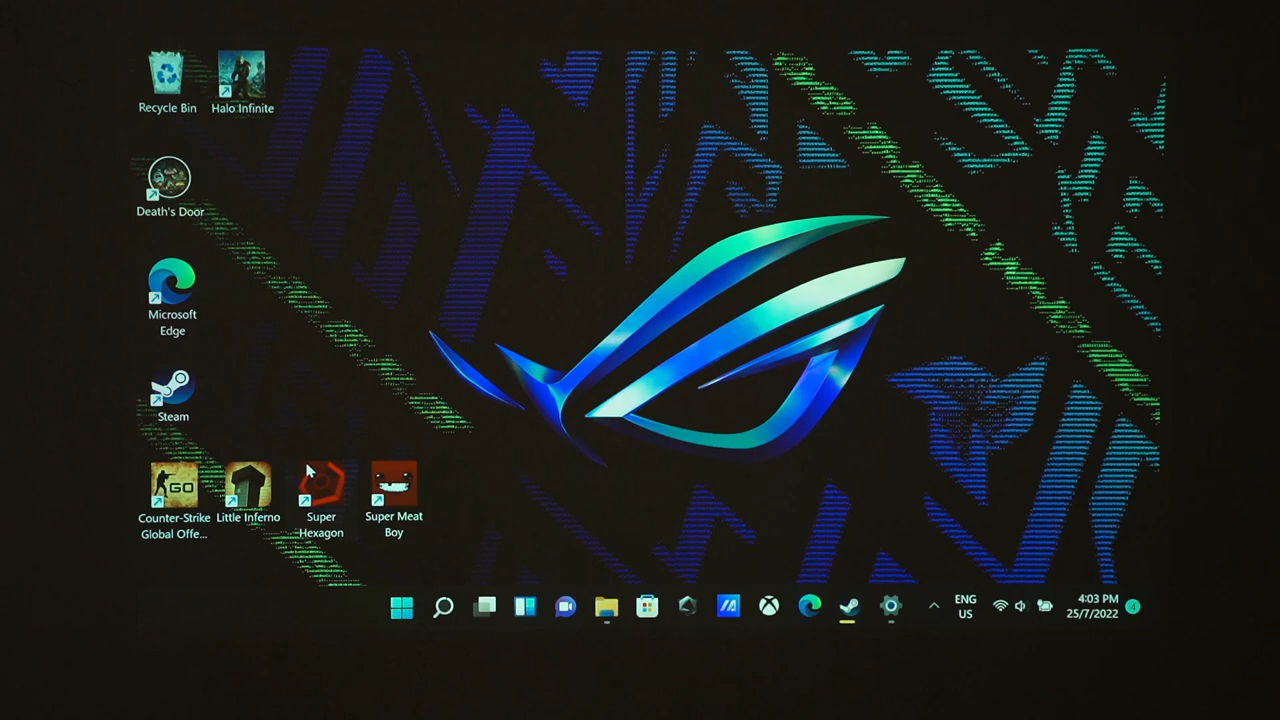 Recycle Bin
Halo Infinite
Death's Door
Microsoft
Edge
Steam
GO
Counter-Strike
Global Offe...
Little Inferno
Super
Hexagon
Super Meat
Boy
ENG
US
4:03 PM
25/7/2022
4